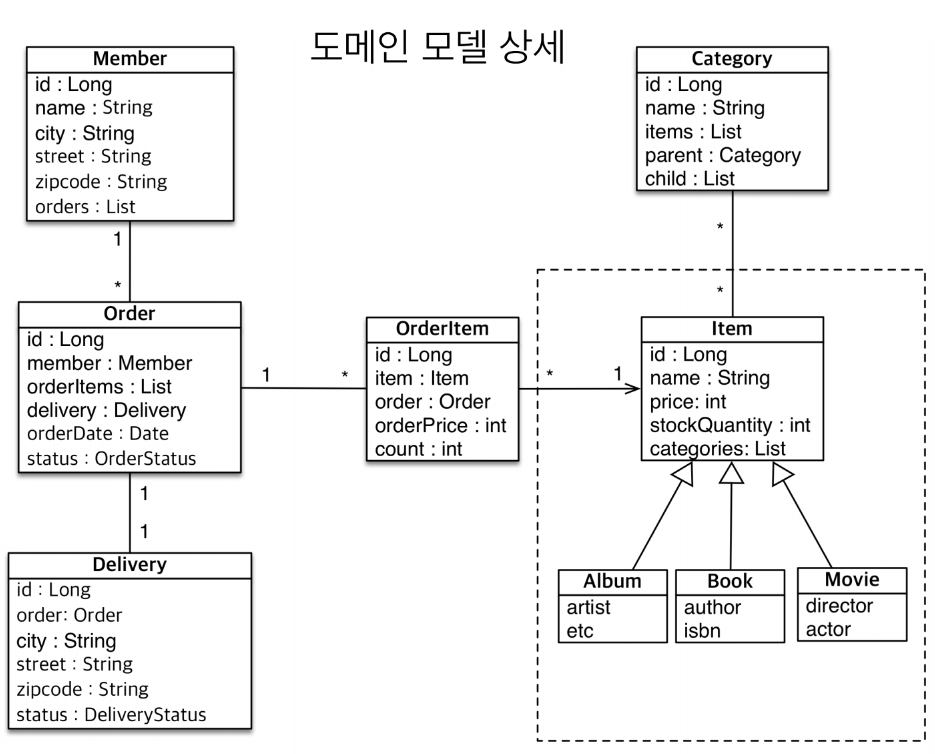 도메인 모델 상세
Member
id : Long
name : String
city : String
street : String
zipcode : String
orders : List
Category
id : Long
name : String
items : List
parent : Category
child : List
1
*
*
*
Order
id : Long
member : Member
orderItems : List
delivery : Delivery
orderDate : Date
status : OrderStatus
1
*
OrderItem
id : Long
item : Item
order : Order
orderPrice : int
count : int
*
1
Item
id : Long
name : String
price: int
stockQuantity : int
categories: List
1
1
Delivery
id : Long
order: Order
city : String
street : String
zipcode : String
status : DeliveryStatus
Album
artist
etc
Book
author
isbn
Movie
director
actor